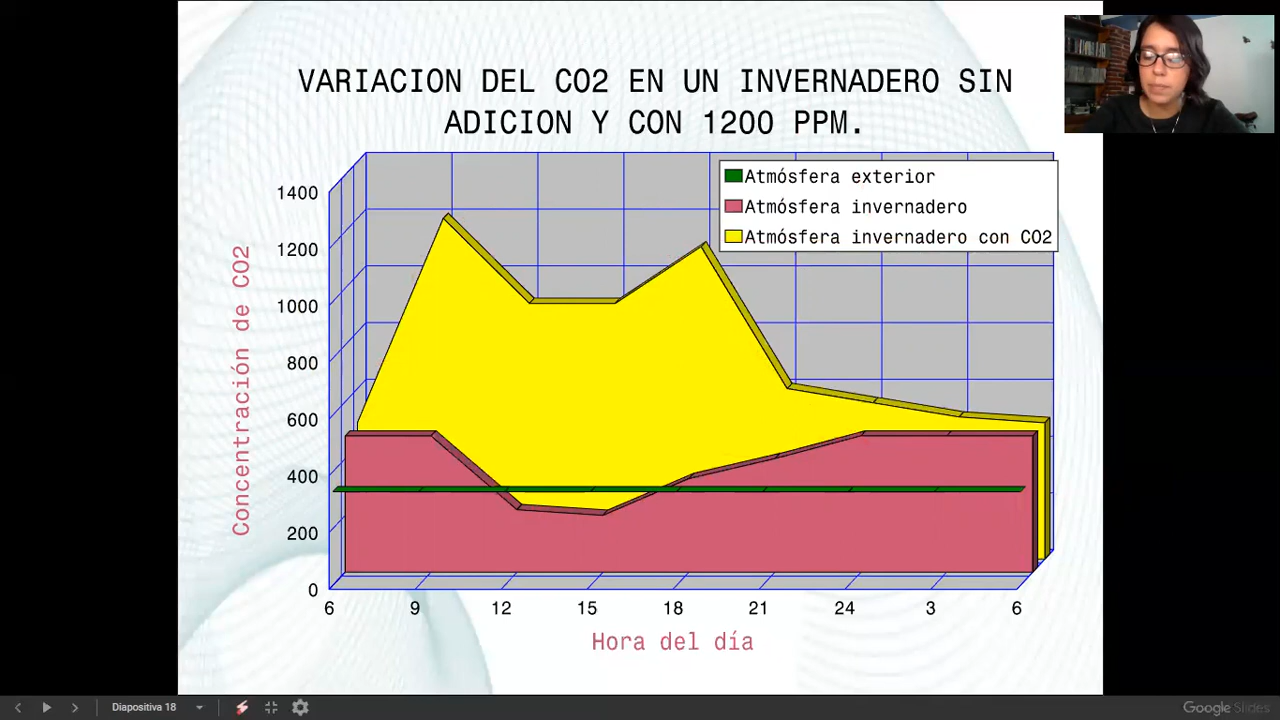 VARIACION DEL CO2 EN UN INVERNADERO SIN
ADICION Y CON 1200 PPM.
Atmósfera exterior
Atmósfera invernadero
Atmósfera invernadero con CO2
Concentración de CO2
1400
1200
1000
800
600
400
200
0
6 9 12 15 18 21 24 3 6
Hora del día
Diapositiva 18
Google Slides